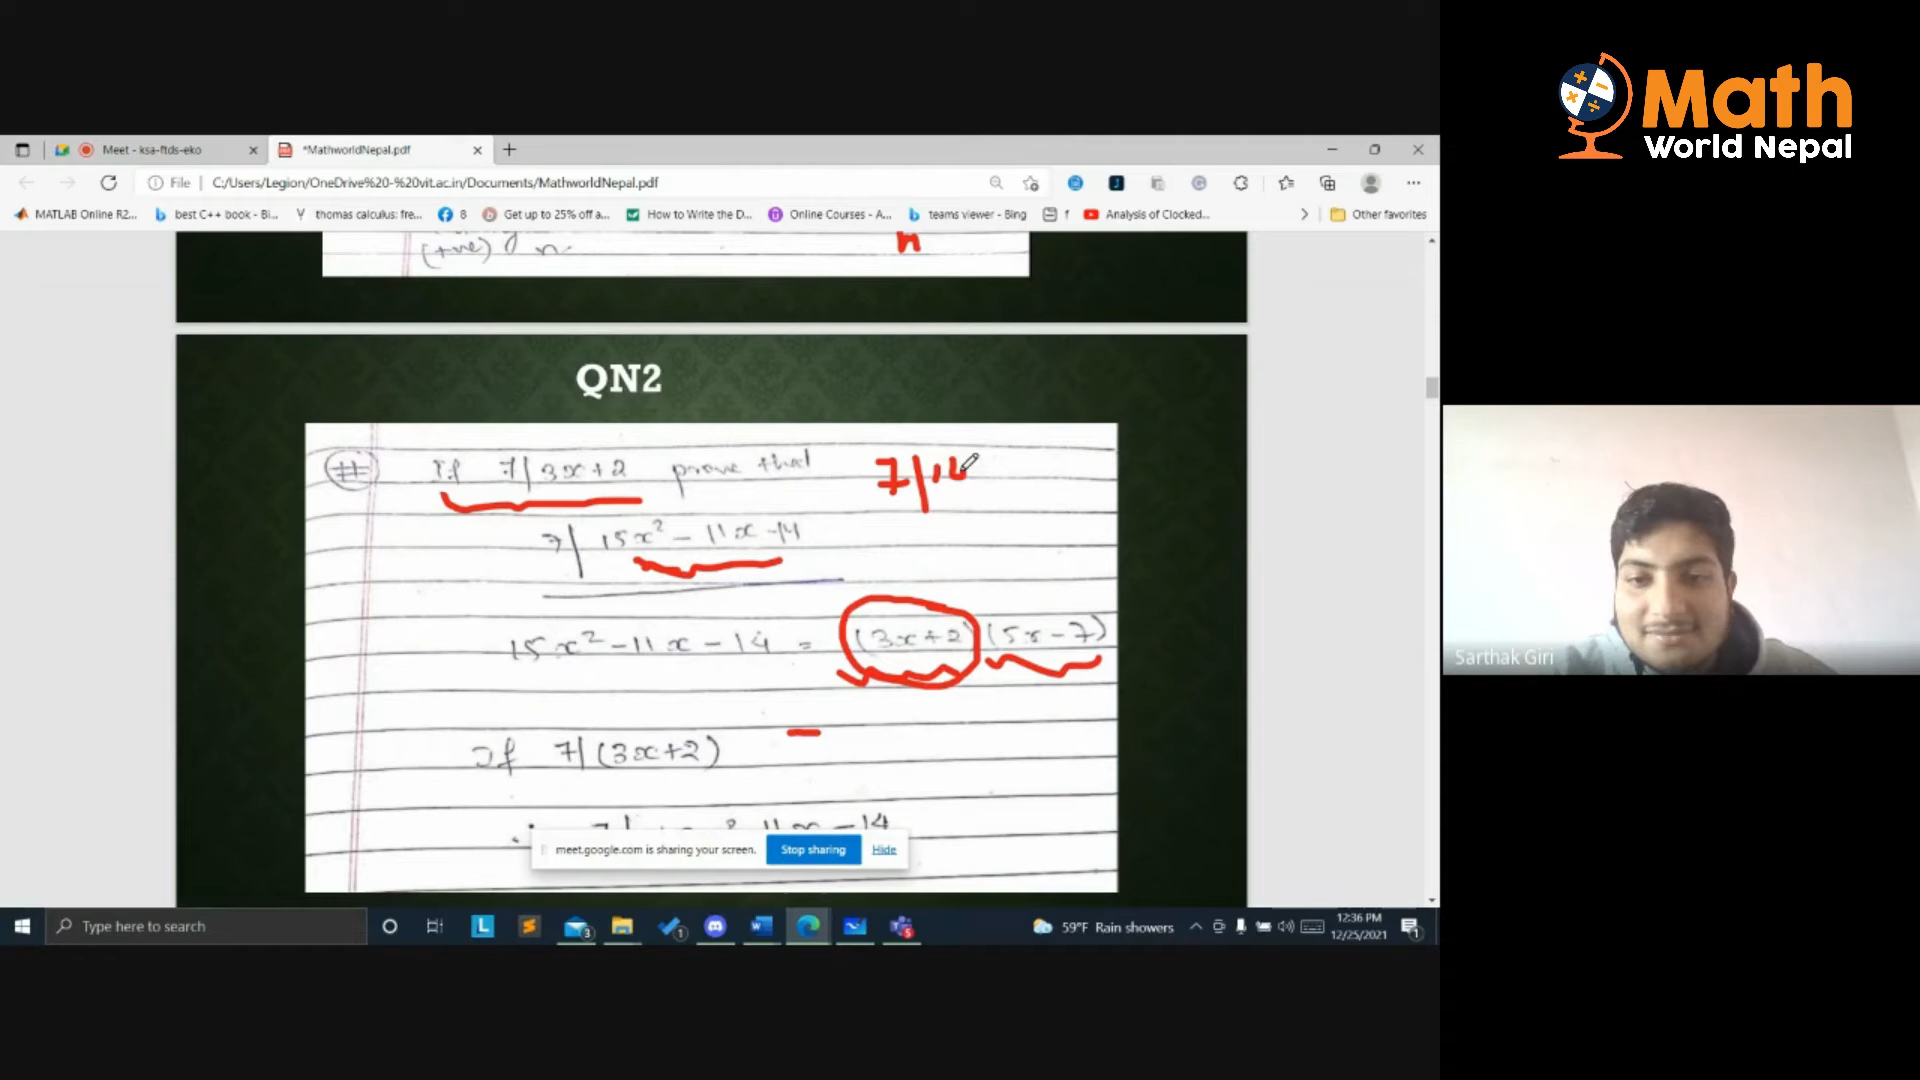 Math
World Nepal
Meet - ksa-ftds-eko
*MathworldNepal.pdf
File
C:/Users/Legion/OneDrive%20-%20vit.ac.in/Documents/MathworldNepal.pdf
MATLAB Online R2...
best C++ book - Bi...
thomas calculus: fre...
8
Get up to 25% off a...
How to Write the D...
Online Courses - A...
teams viewer - Bing
f
Analysis of Clocked...
Other favorites
(+ve) n
n
QN2
# If 7|3x+2 prove that
7|14
7| 15x² - 11x - 14
15x² - 11x - 14 = (3x+2) (5x-7)
If 7|(3x+2)
-14
meet.google.com is sharing your screen.
Stop sharing
Hide
Sarthak Giri
Type here to search
59°F Rain showers
12:36 PM
12/25/2021